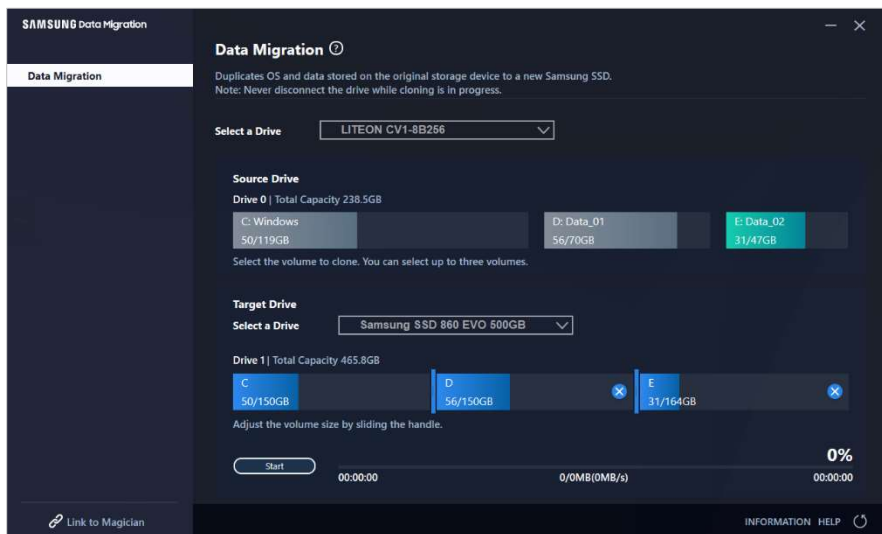 SAMSUNG Data Migration
Data Migration
Data Migration ?
Duplicates OS and data stored on the original storage device to a new Samsung SSD.
Note: Never disconnect the drive while cloning is in progress.
Select a Drive LITEON CV1-8B256
Source Drive
Drive 0 | Total Capacity 238.5GB
C: Windows D: Data_01 E: Data_02
50/119GB 56/70GB 31/47GB
Select the volume to clone. You can select up to three volumes.
Target Drive
Select a Drive Samsung SSD 860 EVO 500GB
Drive 1 | Total Capacity 465.8GB
C D E
50/150GB 56/150GB 31/164GB
Adjust the volume size by sliding the handle.
0%
Start
00:00:00 0/0MB(0MB/s) 00:00:00
Link to Magician INFORMATION HELP